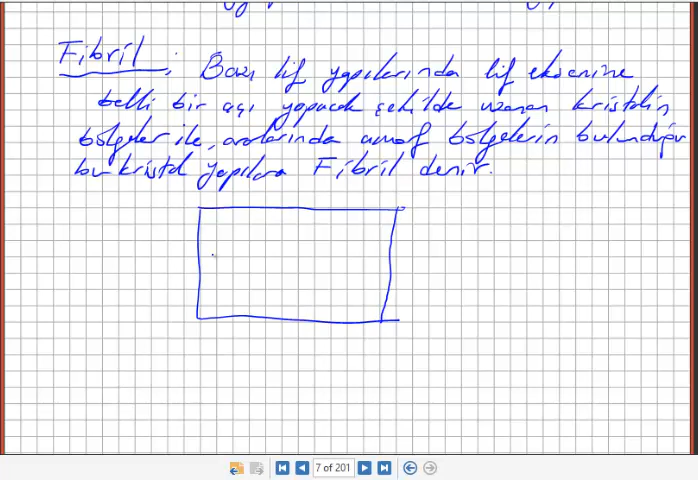 Fibril : Bazı lif yapılarında lif eksenine
belli bir açı yapacak şekilde uzanan kristalin
bölgeler ile, aralarında amorf bölgelerin bulunduğu
bu kristal yapılara Fibril denir.
7 of 201